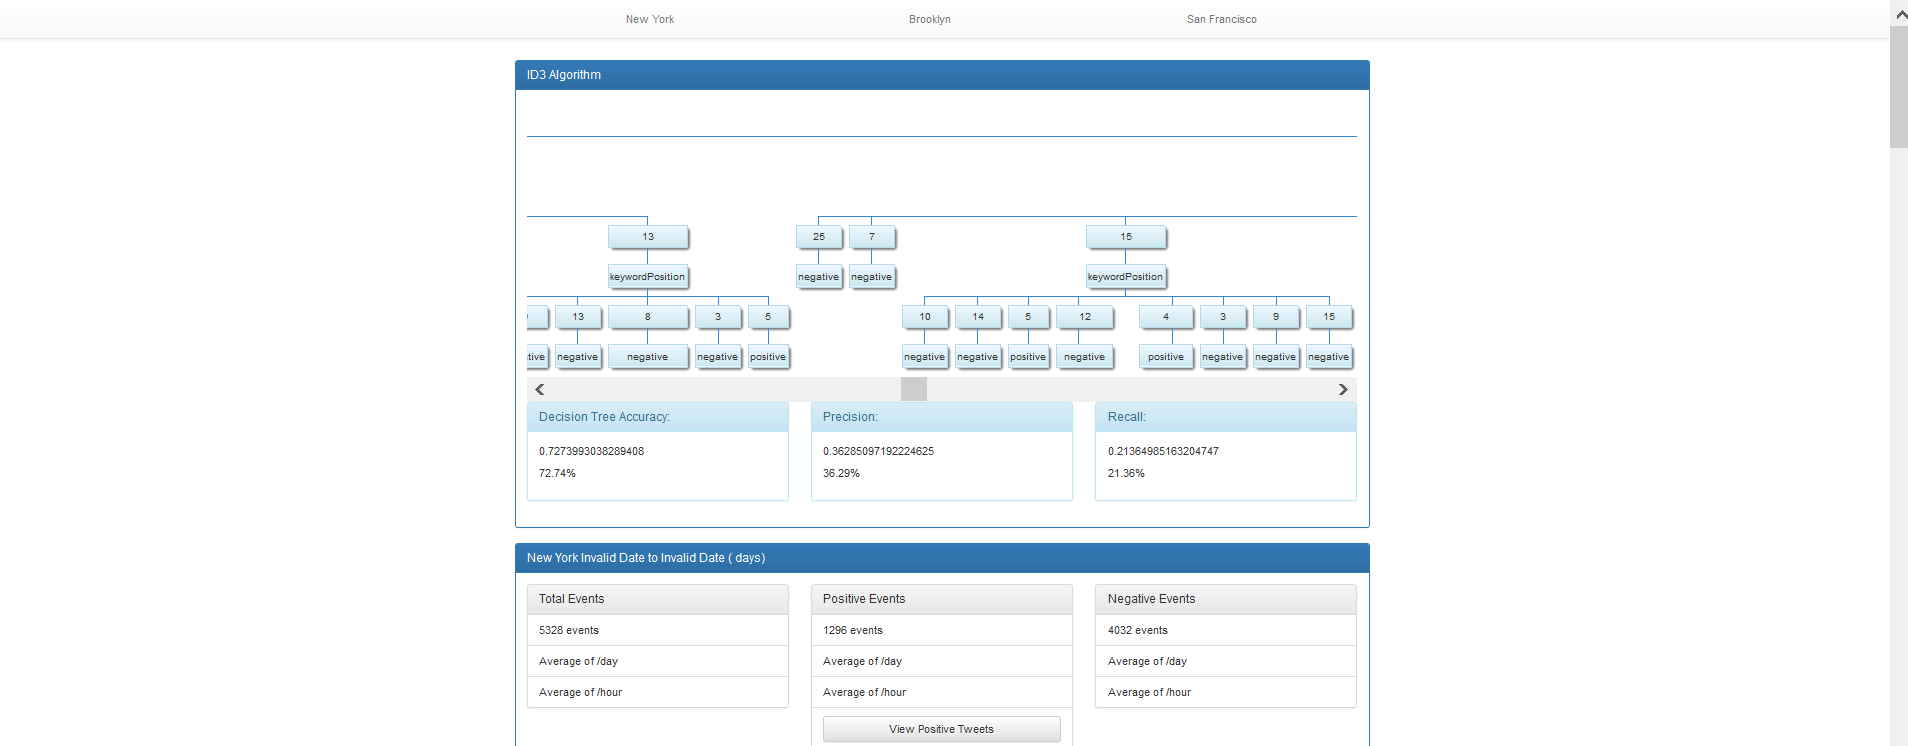 New York Brooklyn San Francisco
ID3 Algorithm
13 25 7 15
keywordPosition negative negative keywordPosition
13 8 3 5 10 14 5 12 4 3 9 15
negative negative negative positive negative negative positive negative positive negative negative negative
Decision Tree Accuracy: Precision: Recall:
0.7273993038289408 0.36285097192224625 0.21364985163204747
72.74% 36.29% 21.36%
New York Invalid Date to Invalid Date ( days)
Total Events Positive Events Negative Events
5328 events 1296 events 4032 events
Average of /day Average of /day Average of /day
Average of /hour Average of /hour Average of /hour
View Positive Tweets